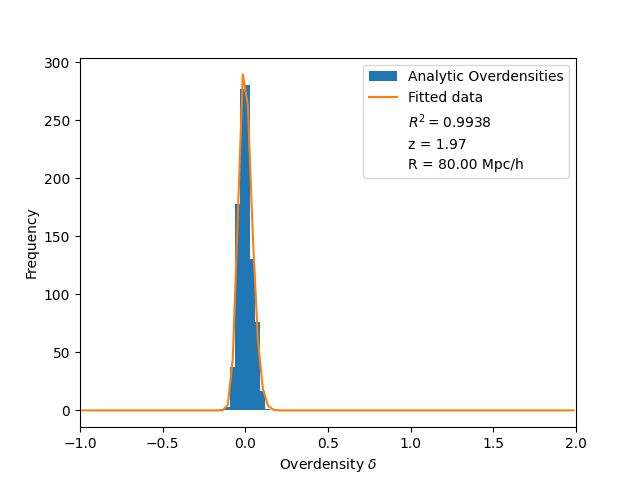 300
250
200
150
100
50
0
Frequency
−1.0 −0.5 0.0 0.5 1.0 1.5 2.0
Overdensity δ
Analytic Overdensities
Fitted data
R² = 0.9938
z = 1.97
R = 80.00 Mpc/h